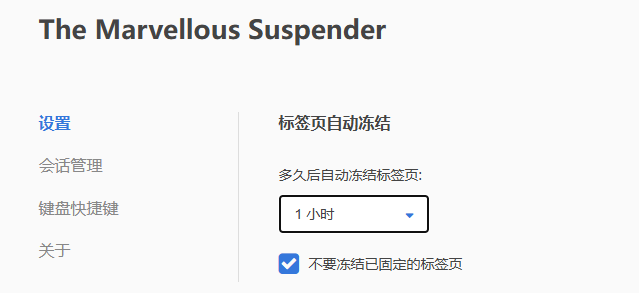 The Marvellous Suspender
设置
会话管理
键盘快捷键
关于
标签页自动冻结
多久后自动冻结标签页:
1 小时
不要冻结已固定的标签页